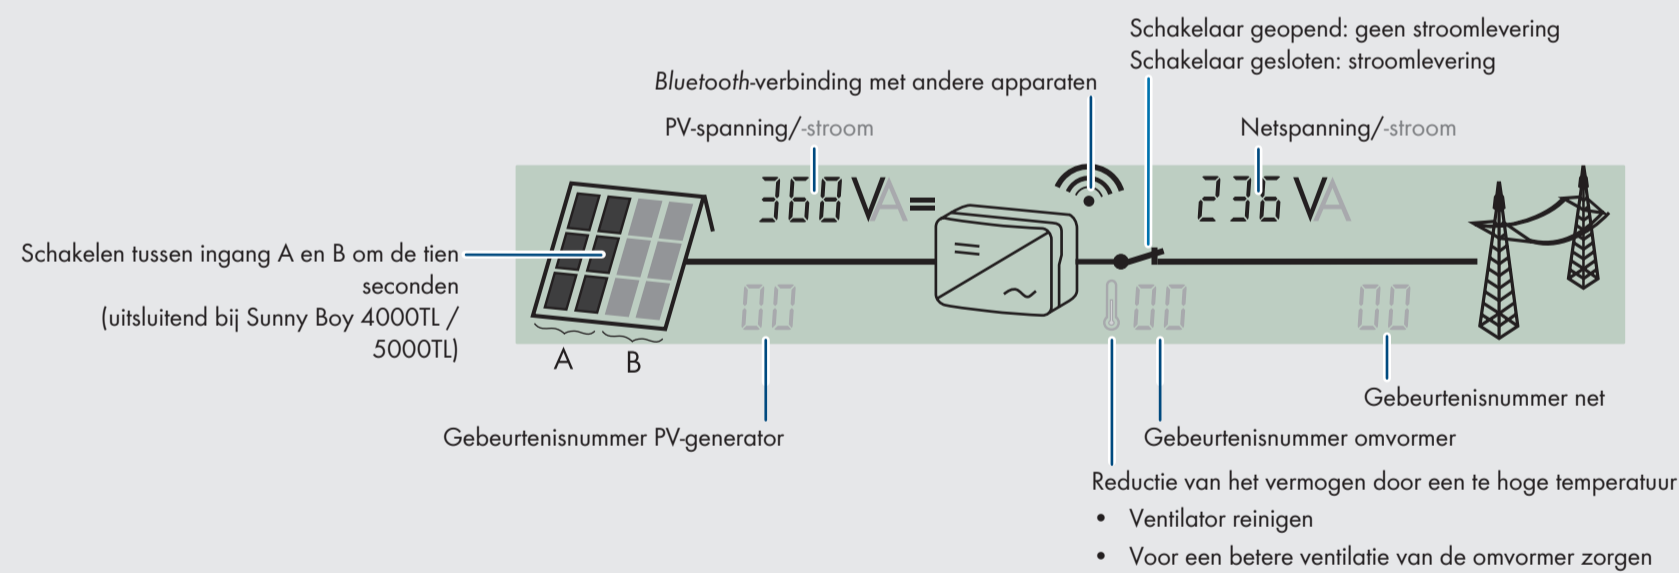 Schakelaar geopend: geen stroomlevering
Schakelaar gesloten: stroomlevering
Bluetooth-verbinding met andere apparaten
PV-spanning/-stroom
Netspanning/-stroom
368 VA
236 VA
Schakelen tussen ingang A en B om de tien
seconden
(uitsluitend bij Sunny Boy 4000TL /
5000TL)
00
00
00
A
B
Gebeurtenisnummer net
Gebeurtenisnummer PV-generator
Gebeurtenisnummer omvormer
Reductie van het vermogen door een te hoge temperatuur
• Ventilator reinigen
• Voor een betere ventilatie van de omvormer zorgen